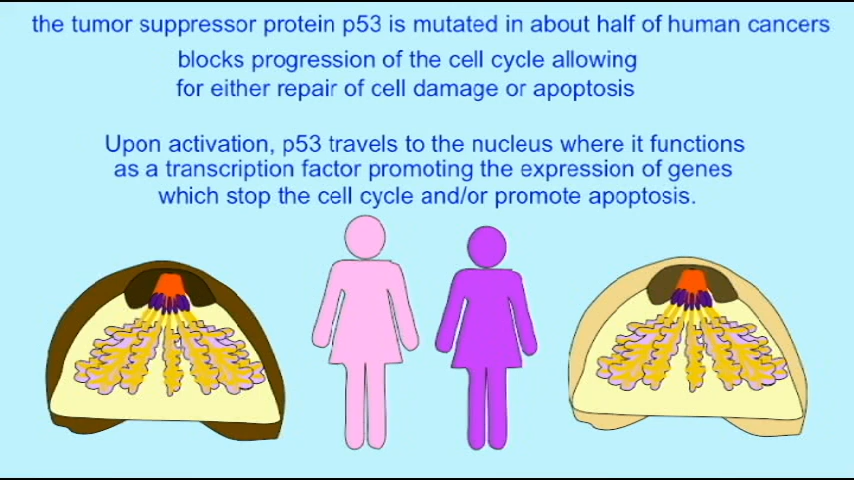 the tumor suppressor protein p53 is mutated in about half of human cancers
blocks progression of the cell cycle allowing
for either repair of cell damage or apoptosis
Upon activation, p53 travels to the nucleus where it functions
as a transcription factor promoting the expression of genes
which stop the cell cycle and/or promote apoptosis.